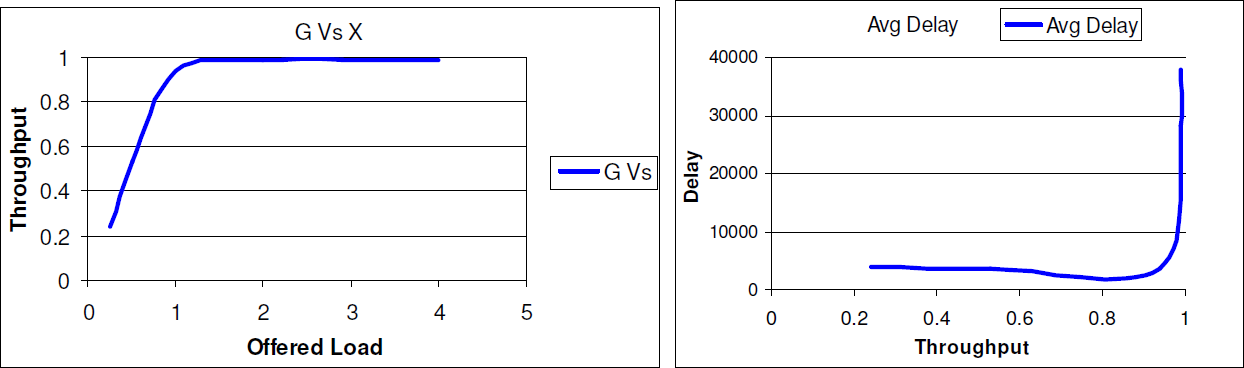 G Vs X
1
0.8
0.6
0.4
0.2
0
Throughput
0 1 2 3 4 5
Offered Load
G Vs
Avg Delay
Avg Delay
40000
30000
20000
10000
0
Delay
0 0.2 0.4 0.6 0.8 1
Throughput